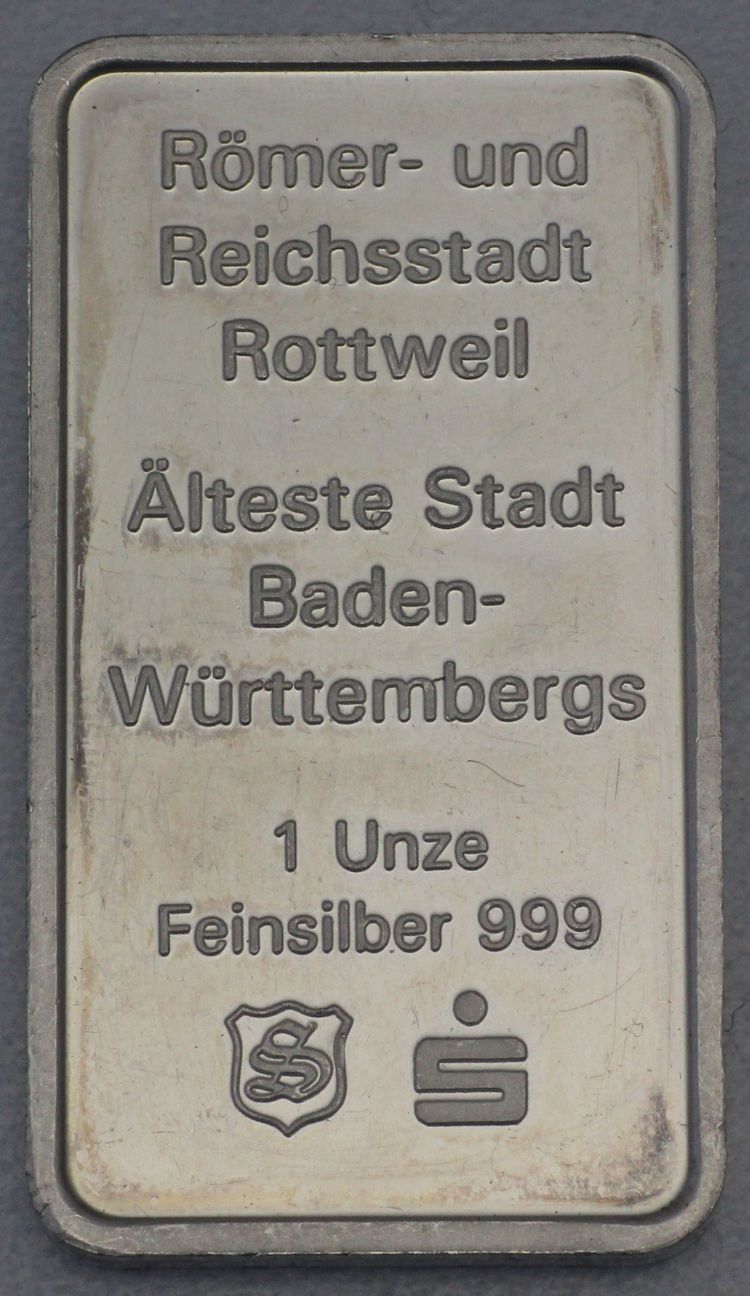 Römer- und
Reichsstadt
Rottweil
Älteste Stadt
Baden-
Württembergs
1 Unze
Feinsilber 999
S